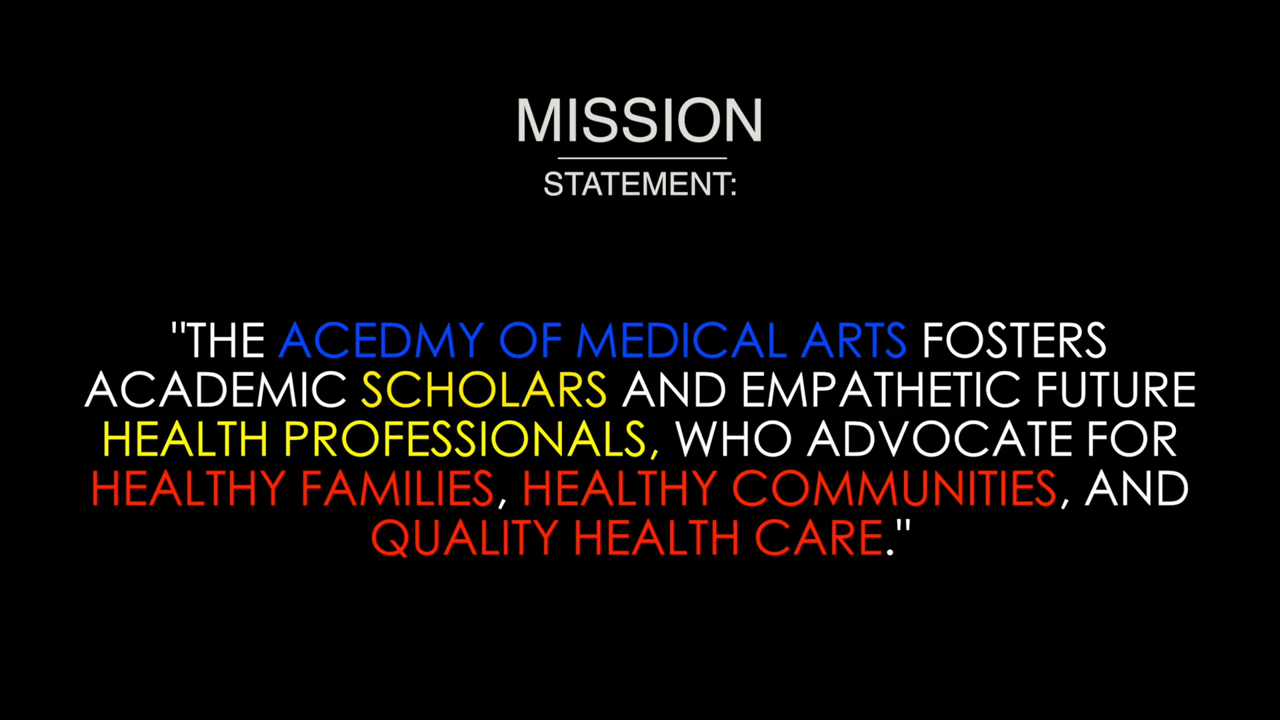 MISSION
STATEMENT:
"THE ACEDMY OF MEDICAL ARTS FOSTERS
ACADEMIC SCHOLARS AND EMPATHETIC FUTURE
HEALTH PROFESSIONALS, WHO ADVOCATE FOR
HEALTHY FAMILIES, HEALTHY COMMUNITIES, AND
QUALITY HEALTH CARE."